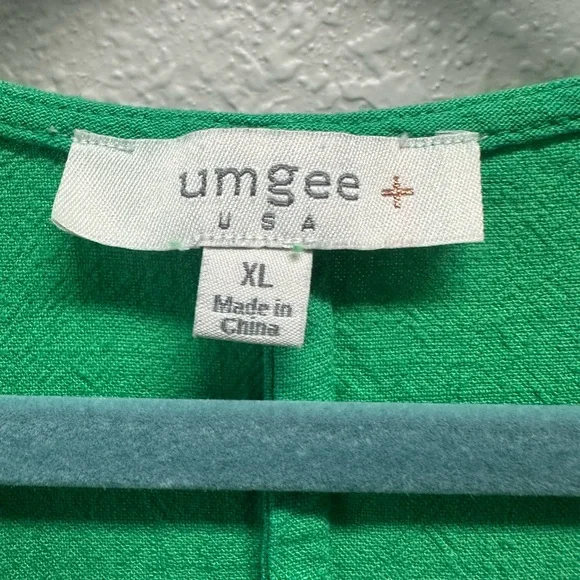 umgee +
USA
XL
Made in
China